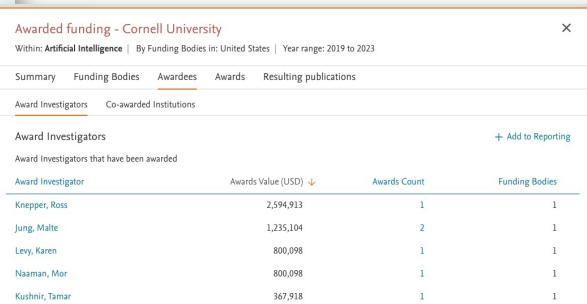 Awarded funding - Cornell University
Within: Artificial Intelligence | By Funding Bodies in: United States | Year range: 2019 to 2023
Summary Funding Bodies Awardees Awards Resulting publications
Award Investigators Co-awarded Institutions
Award Investigators + Add to Reporting
Award Investigators that have been awarded
Award Investigator Awards Value (USD) ↓ Awards Count Funding Bodies
Knepper, Ross 2,594,913 1 1
Jung, Malte 1,235,104 2 1
Levy, Karen 800,098 1 1
Naaman, Mor 800,098 1 1
Kushnir, Tamar 367,918 1 1